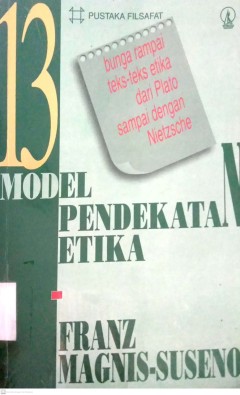 PUSTAKA FILSAFAT
bunga rampai
teks-teks etika
dari Plato
sampai dengan
Nietzsche
13
MODEL
PENDEKATAN
ETIKA
FRANZ
MAGNIS-SUSENO